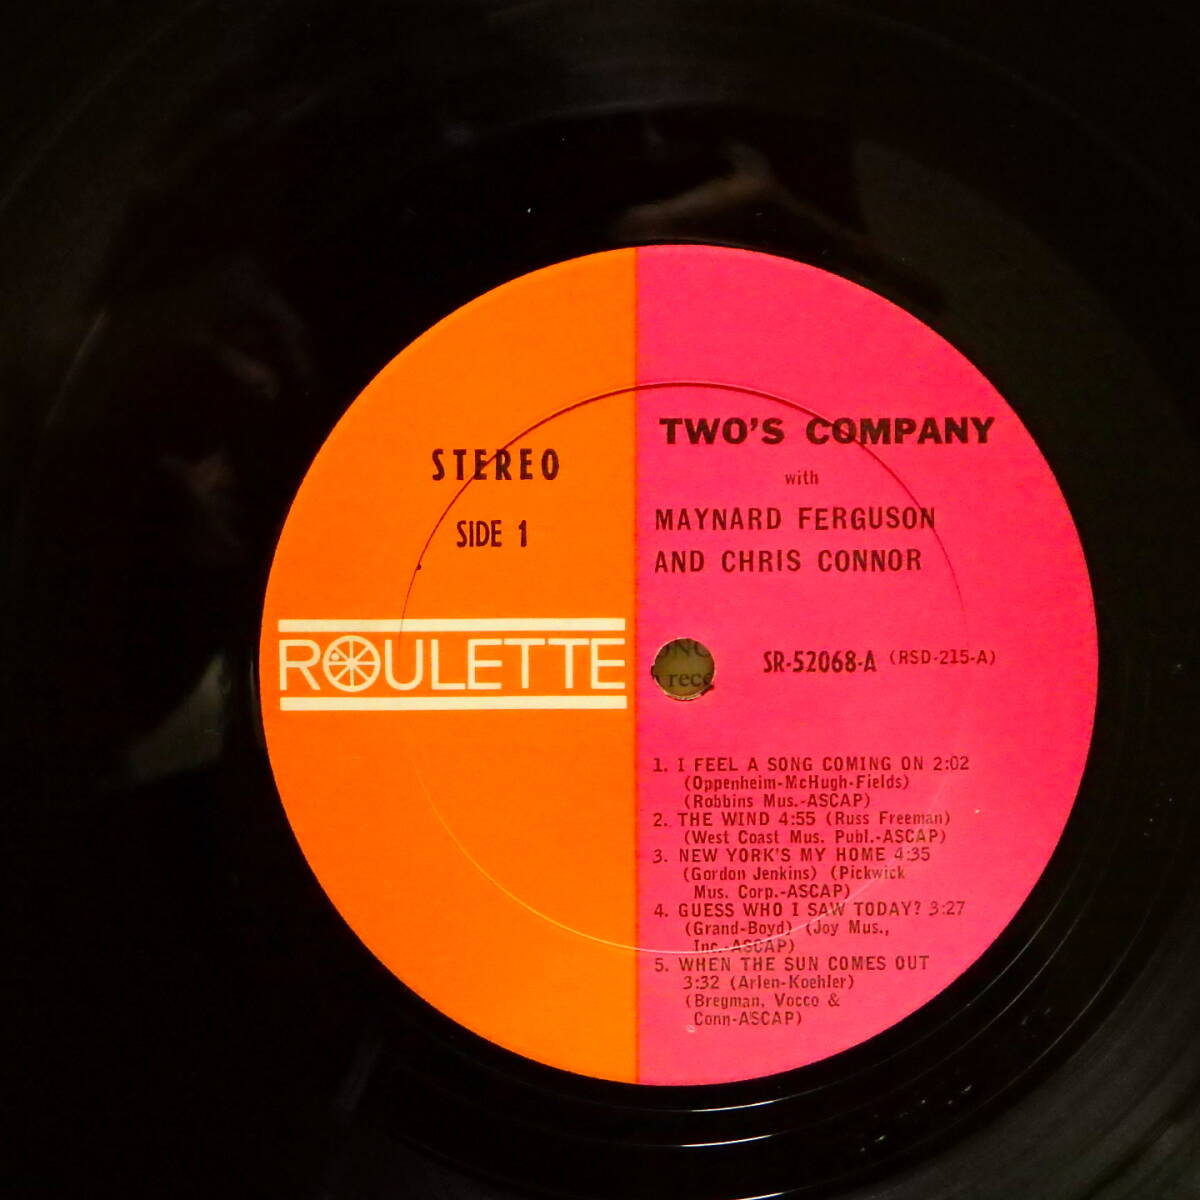 STEREO
SIDE 1
ROULETTE
TWO'S COMPANY
with
MAYNARD FERGUSON
AND CHRIS CONNOR
SR-52068-A (RSD-215-A)
1. I FEEL A SONG COMING ON 2:02
(Oppenheim-McHugh-Fields)
(Robbins Mus.-ASCAP)
2. THE WIND 4:55 (Russ Freeman)
(West Coast Mus. Publ.-ASCAP)
3. NEW YORK'S MY HOME 4:35
(Gordon Jenkins) (Pickwick
Mus. Corp.-ASCAP)
4. GUESS WHO I SAW TODAY? 3:27
(Grand-Boyd) (Joy Mus.,
Inc.-ASCAP)
5. WHEN THE SUN COMES OUT
3:32 (Arlen-Koehler)
(Bregman, Vocco &
Conn-ASCAP)